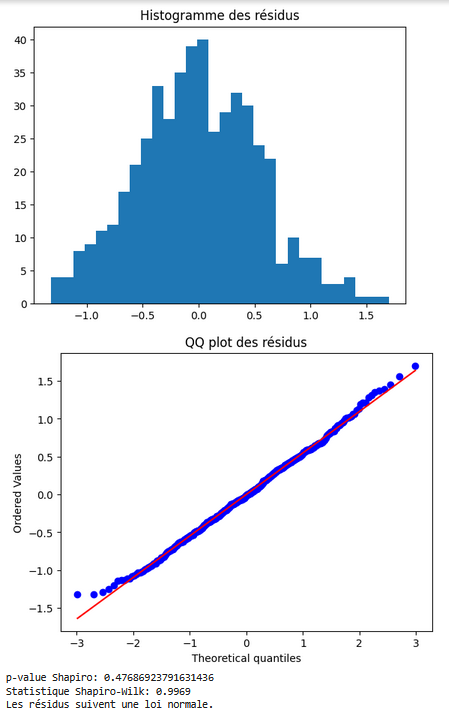 Histogramme des résidus
40
35
30
25
20
15
10
5
0
−1.0 −0.5 0.0 0.5 1.0 1.5
QQ plot des résidus
1.5
1.0
0.5
0.0
−0.5
−1.0
−1.5
Ordered Values
−3 −2 −1 0 1 2 3
Theoretical quantiles
p-value Shapiro: 0.47686923791631436
Statistique Shapiro-Wilk: 0.9969
Les résidus suivent une loi normale.